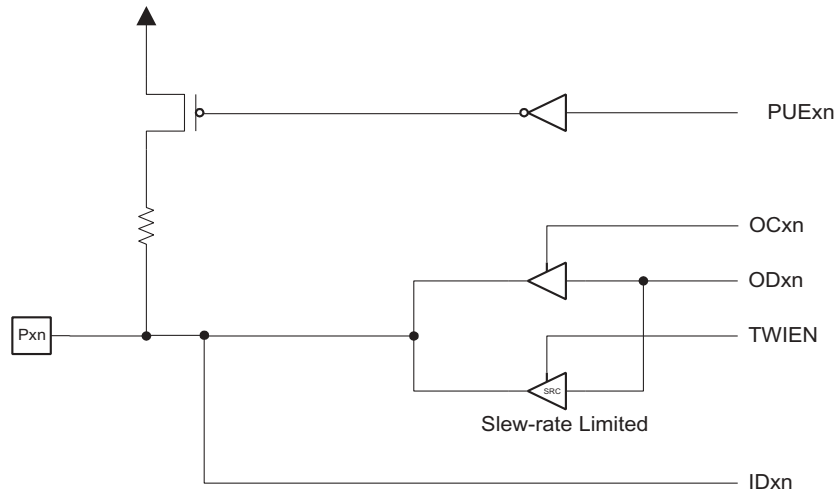 PUExn
OCxn
ODxn
Pxn
TWIEN
SRC
Slew-rate Limited
IDxn